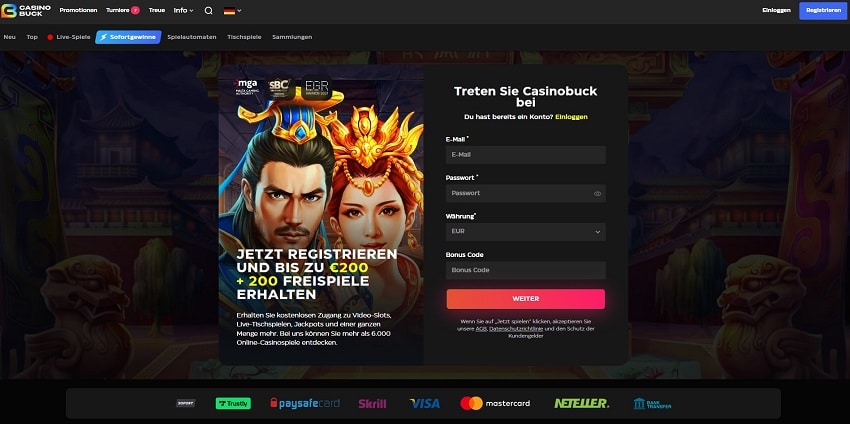 CASINO
BUCK
Promotionen
Turniere
Treue
Info
Einloggen
Registrieren
Neu
Top
Live-Spiele
Sofortgewinne
Spielautomaten
Tischspiele
Sammlungen
mga
MALTA GAMING
AUTHORITY
SBC
EGR
Treten Sie Casinobuck
bei
Du hast bereits ein Konto? Einloggen
E-Mail *
E-Mail
Passwort *
Passwort
Währung*
EUR
Bonus Code
Bonus Code
WEITER
Wenn Sie auf „Jetzt spielen" klicken, akzeptieren Sie
unsere AGB, Datenschutzrichtlinie und den Schutz der
Kundengelder
JETZT REGISTRIEREN
UND BIS ZU €200
+ 200 FREISPIELE
ERHALTEN
Erhalten Sie kostenlosen Zugang zu Video-Slots,
Live-Tischspielen, Jackpots und einer ganzen
Menge mehr. Bei uns können Sie mehr als 6.000
Online-Casinospiele entdecken.
SOFORT
Trustly
paysafecard
Skrill
VISA
mastercard
NETELLER
BANK
TRANSFER